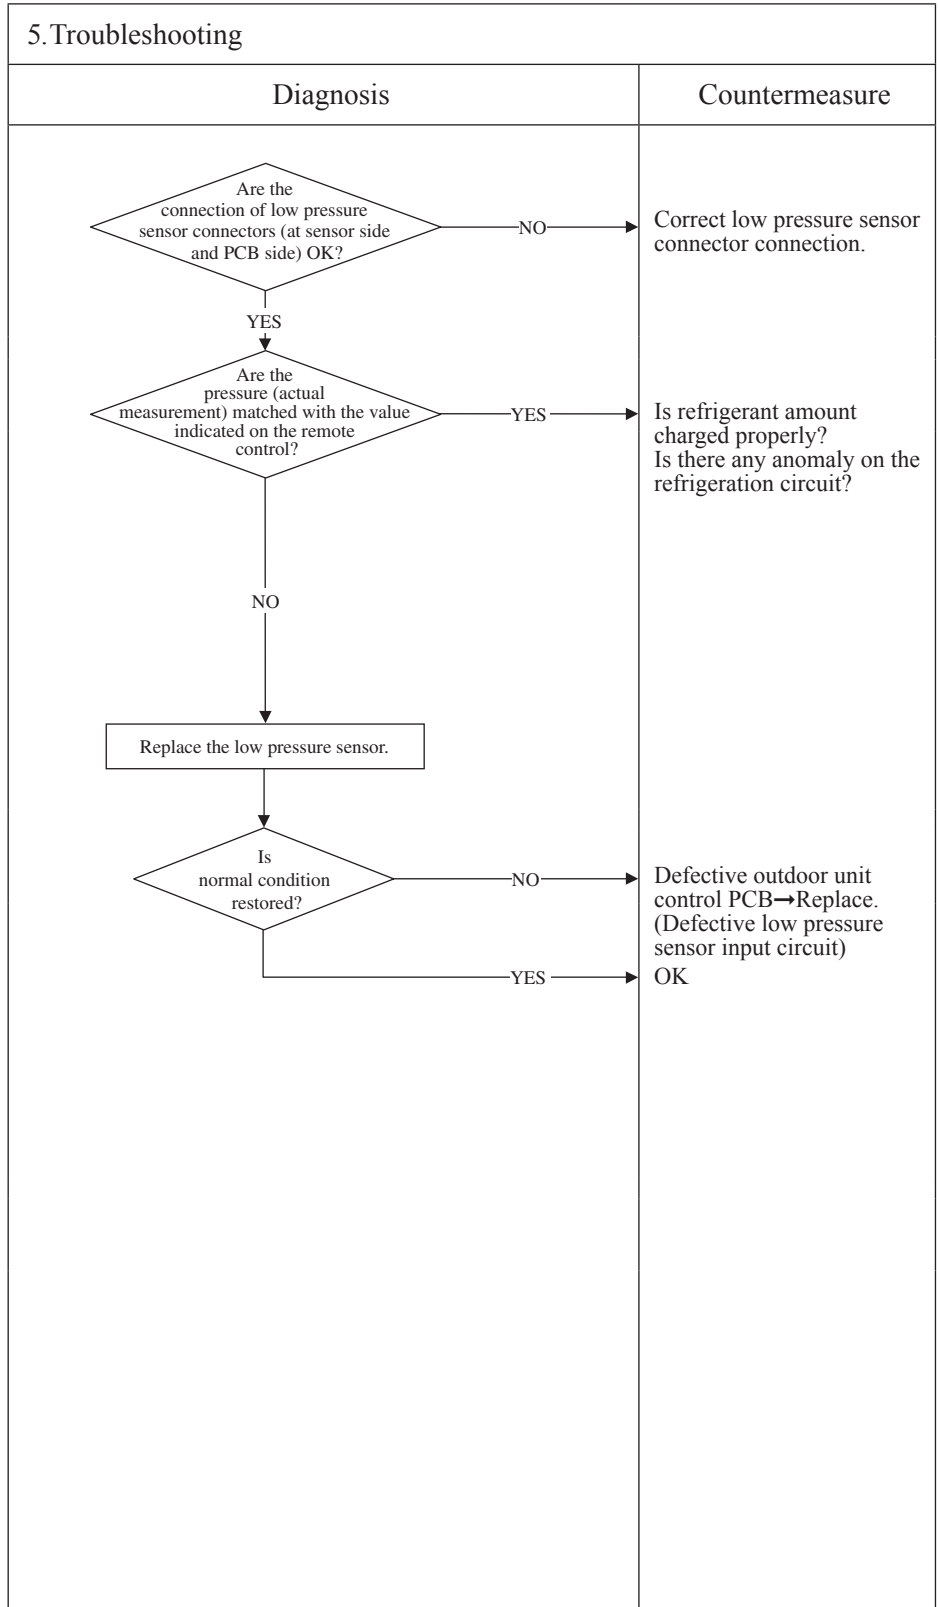 5.Troubleshooting
Diagnosis
Countermeasure
Are the
connection of low pressure
sensor connectors (at sensor side
and PCB side) OK?
NO
Correct low pressure sensor
connector connection.
YES
Are the
pressure (actual
measurement) matched with the value
indicated on the remote
control?
YES
Is refrigerant amount
charged properly?
Is there any anomaly on the
refrigeration circuit?
NO
Replace the low pressure sensor.
Is
normal condition
restored?
NO
Defective outdoor unit
control PCB→Replace.
(Defective low pressure
sensor input circuit)
YES
OK